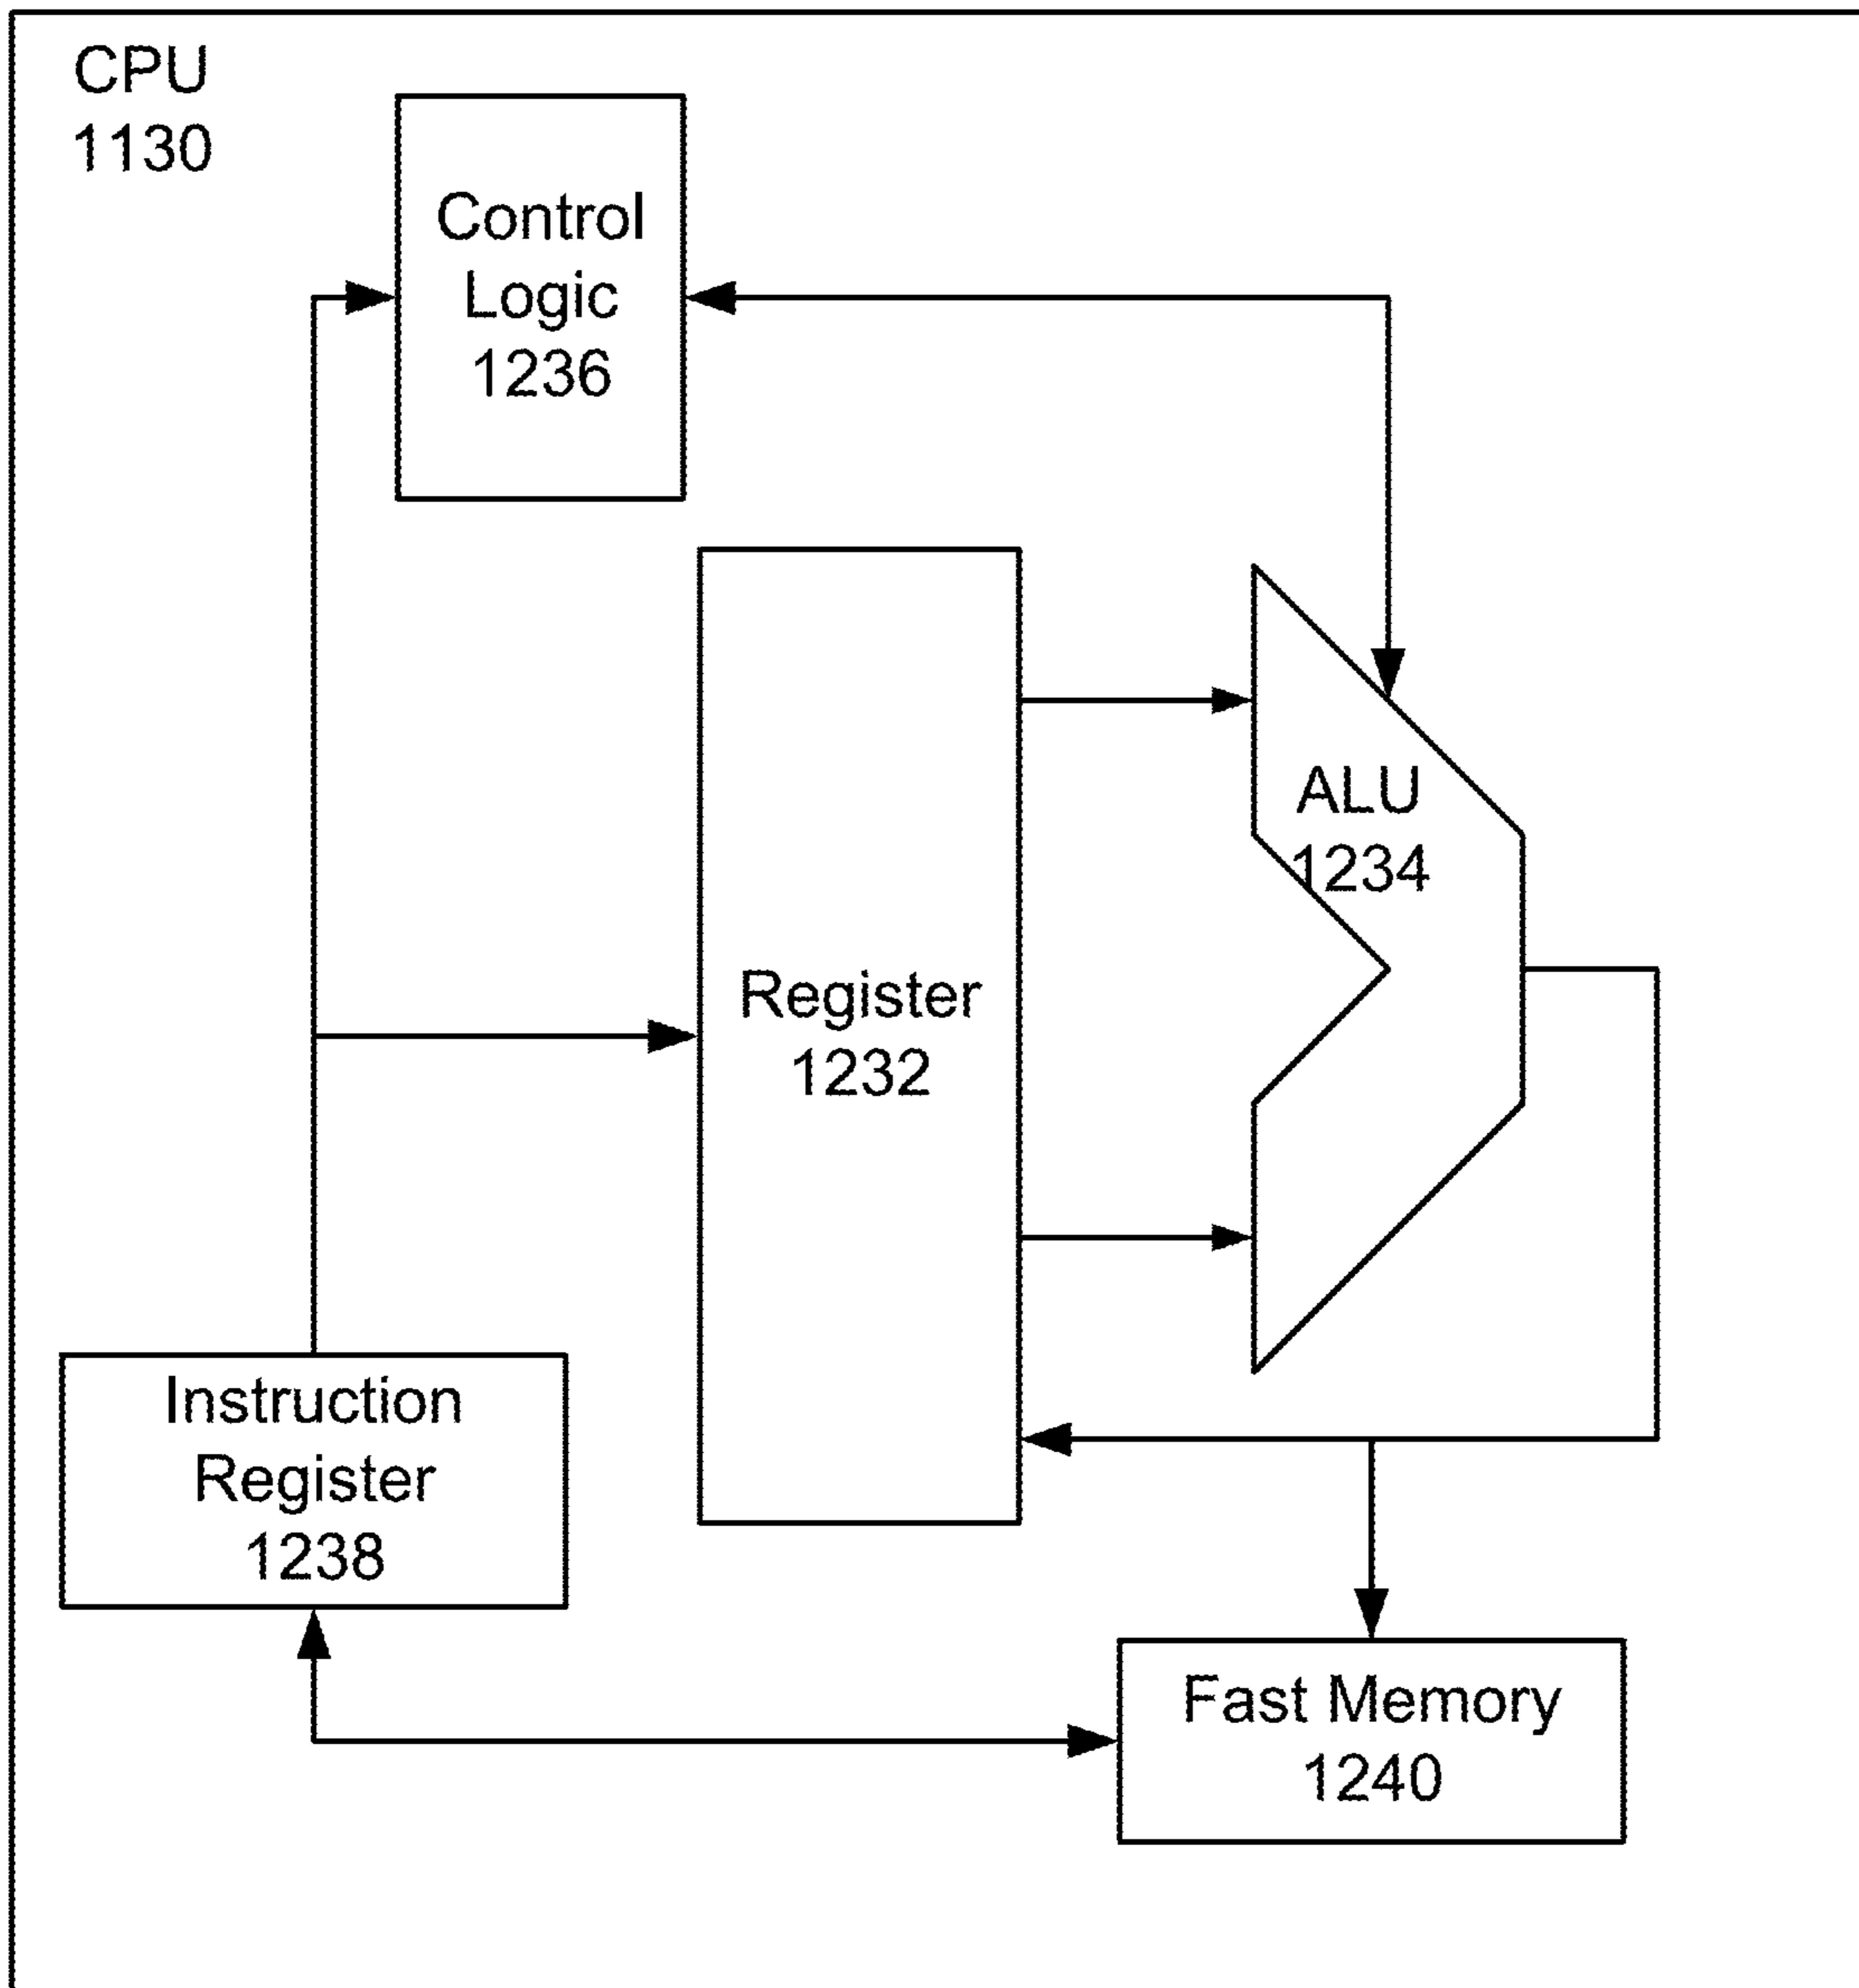 CPU
1130
Control
Logic
1236
ALU
1234
Register
1232
Instruction
Register
1238
Fast Memory
1240